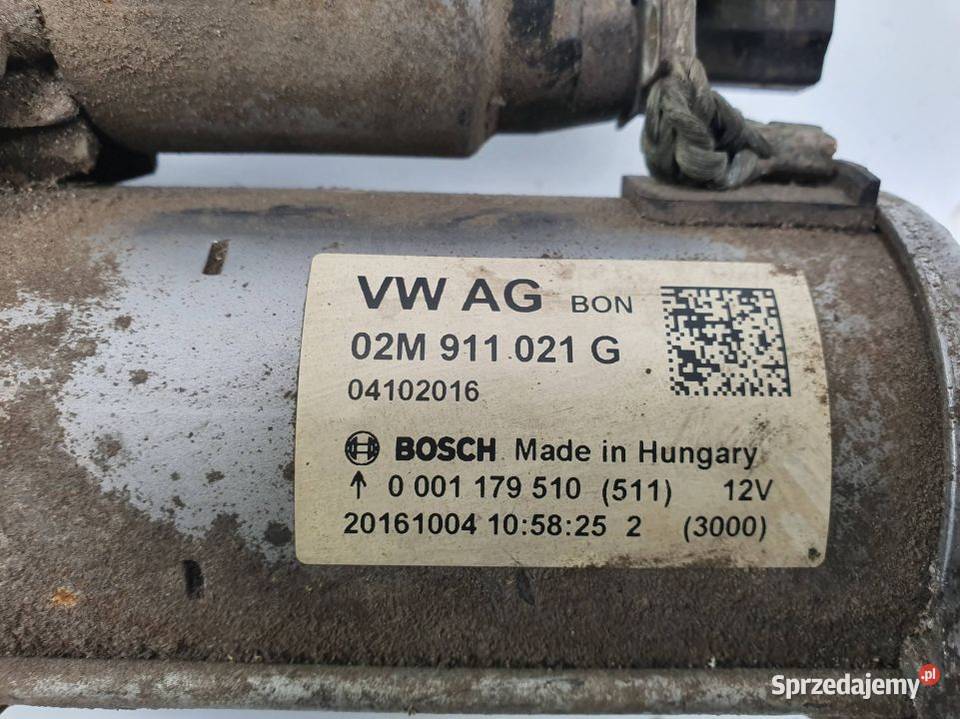 VW AG BON
02M 911 021 G
04102016
BOSCH Made in Hungary
↑ 0 001 179 510 (511) 12V
20161004 10:58:25 2 (3000)
Sprzedajemy.pl